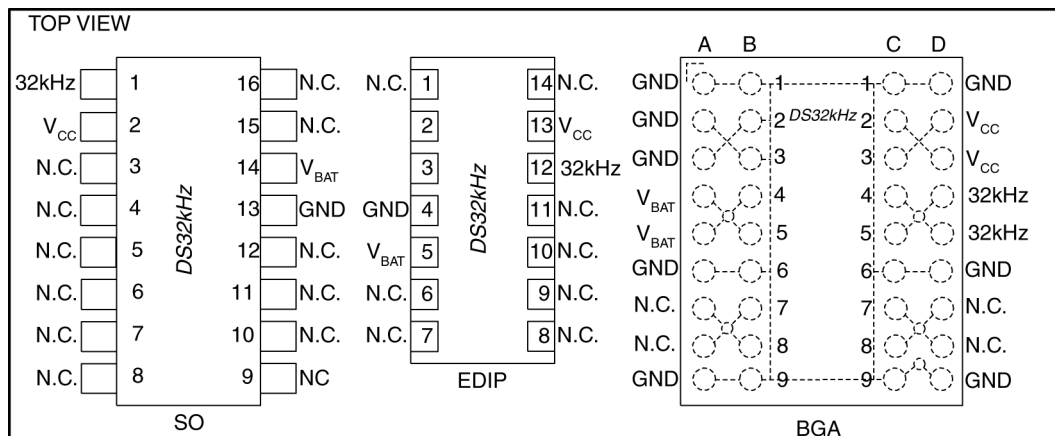 TOP VIEW
A B C D
32kHz 1 16 N.C. N.C. 1 14 N.C. GND 1 1 GND
V_CC 2 15 N.C. 2 13 V_CC GND 2 DS32kHz 2 V_CC
N.C. 3 14 V_BAT 3 12 32kHz GND 3 3 V_CC
N.C. 4 13 GND GND 4 11 N.C. V_BAT 4 4 32kHz
N.C. 5 12 N.C. V_BAT 5 10 N.C. V_BAT 5 5 32kHz
N.C. 6 11 N.C. N.C. 6 9 N.C. GND 6 6 GND
N.C. 7 10 N.C. N.C. 7 8 N.C. N.C. 7 7 N.C.
N.C. 8 8 N.C.
N.C. 8 9 NC GND 9 9 GND
DS32kHz
DS32kHz
SO
EDIP
BGA